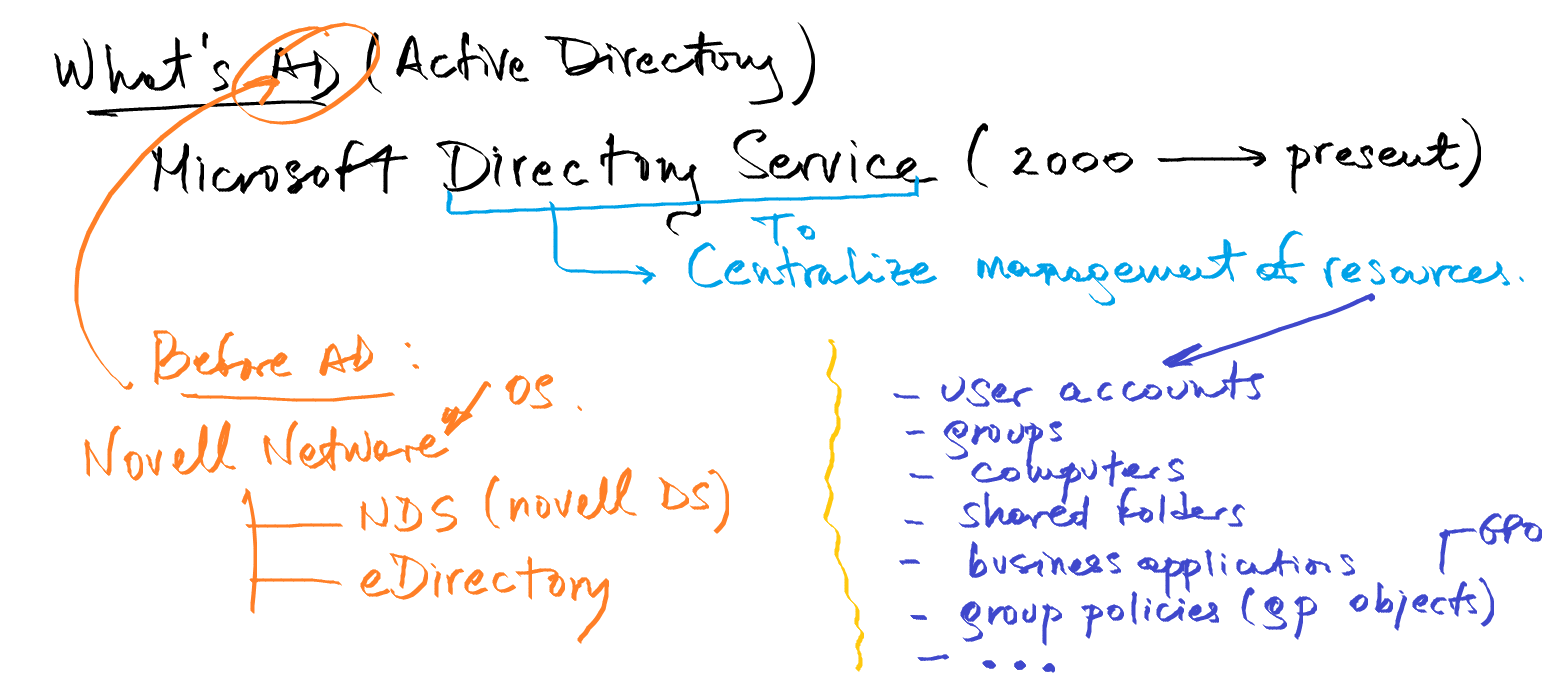 What's AD (Active Directory)
Microsoft Directory Service (2000 → present)
To
Centralize management of resources.
Before AD:
OS.
Novell Netware
NDS (novell DS)
eDirectory
- user accounts
- groups
- computers
- shared folders
- business applications
GPO
- group policies (gp objects)
- ...